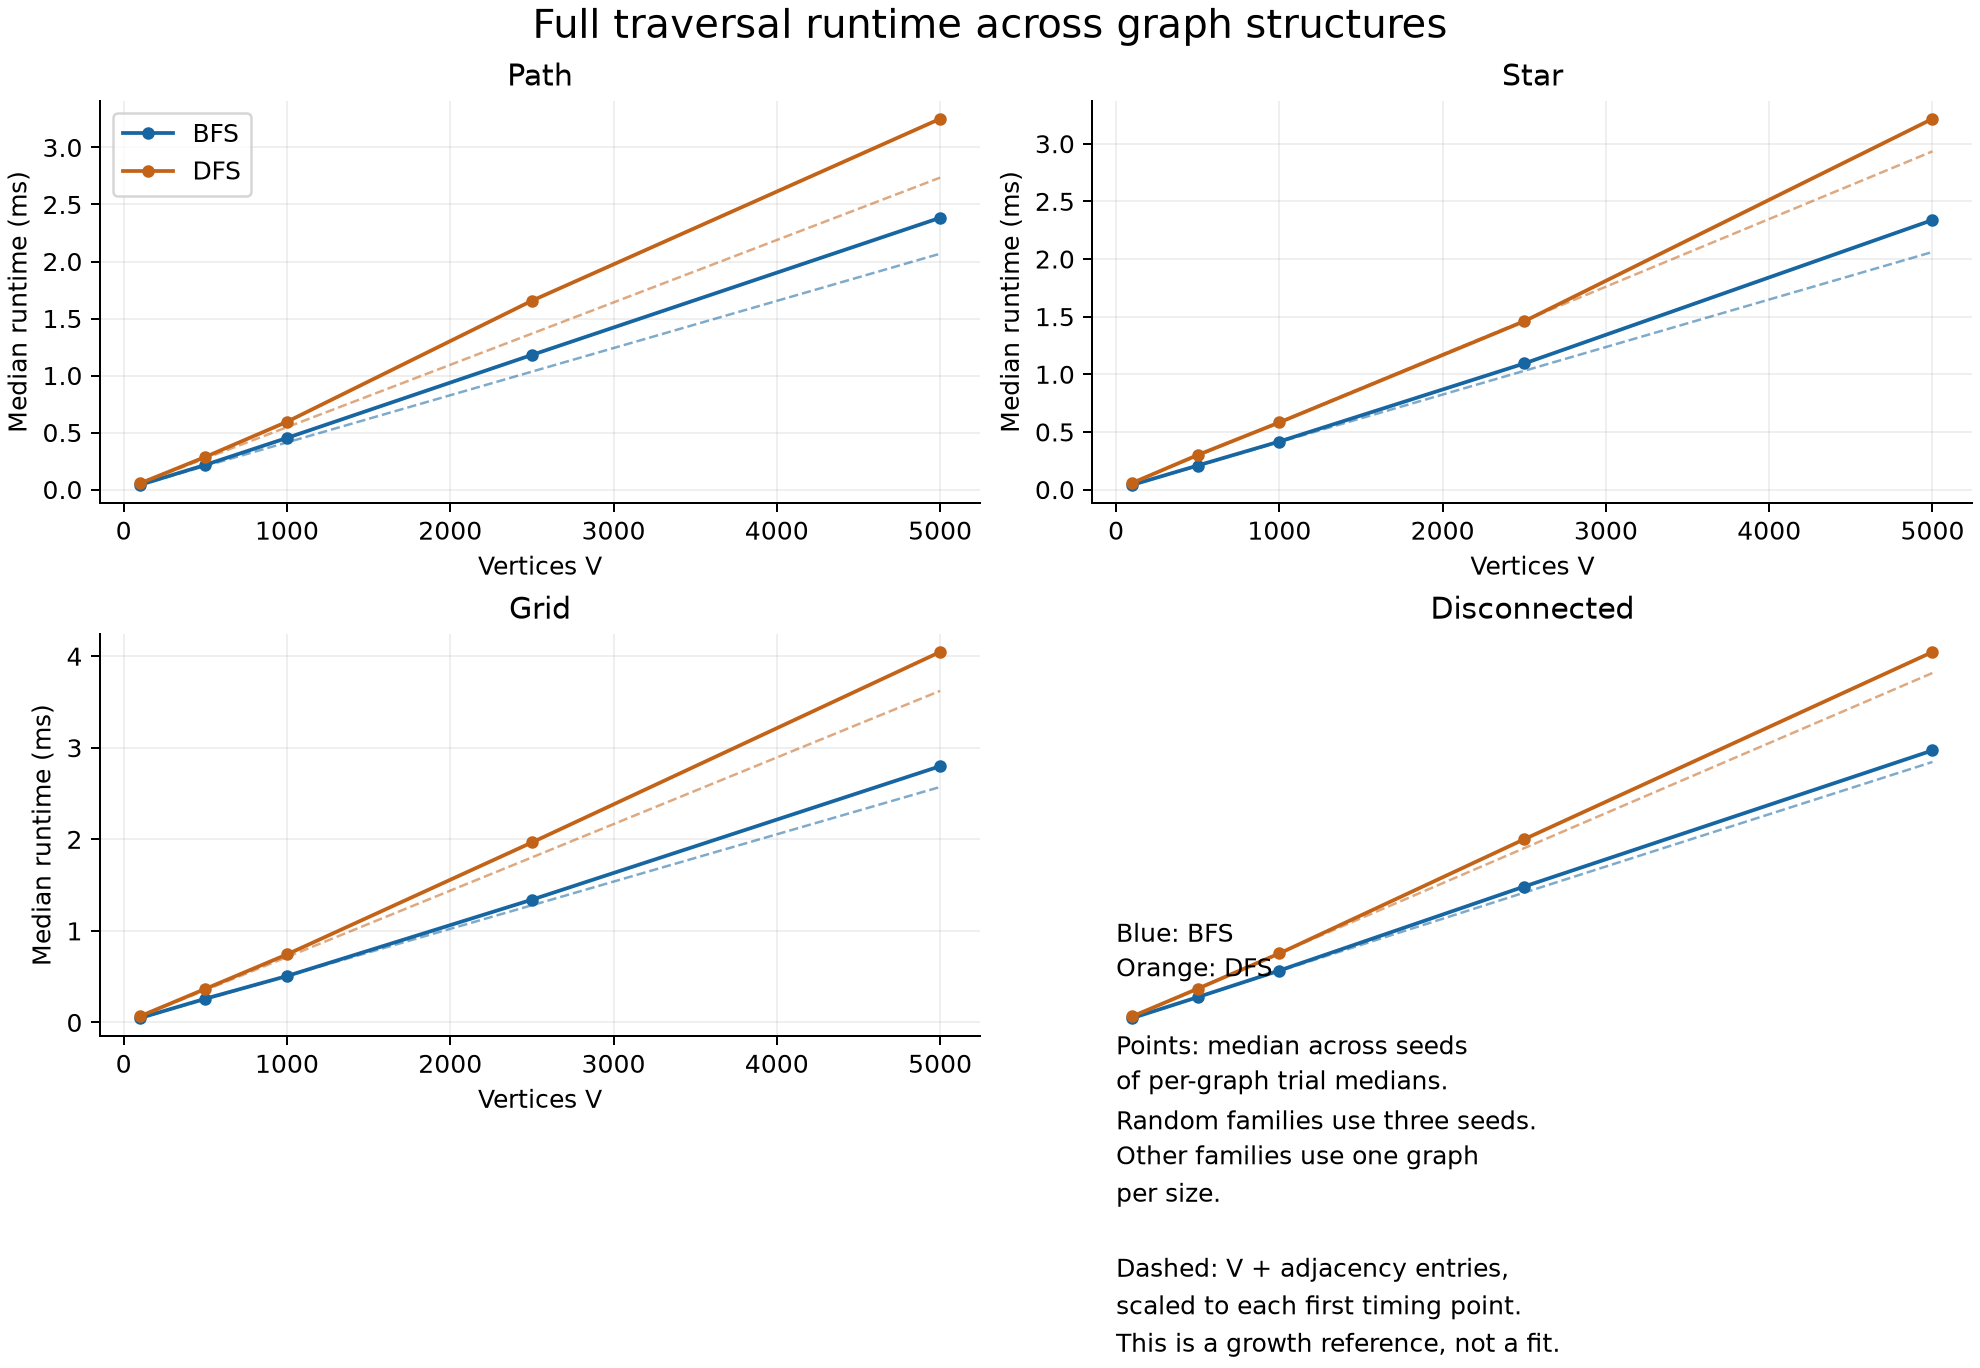 Full traversal runtime across graph structures
Path
Median runtime (ms)
3.0
2.5
2.0
1.5
1.0
0.5
0.0
BFS
DFS
0 1000 2000 3000 4000 5000
Vertices V
Star
Median runtime (ms)
3.0
2.5
2.0
1.5
1.0
0.5
0.0
0 1000 2000 3000 4000 5000
Vertices V
Grid
Median runtime (ms)
4
3
2
1
0
0 1000 2000 3000 4000 5000
Vertices V
Disconnected
Blue: BFS
Orange: DFS
Points: median across seeds
of per-graph trial medians.
Random families use three seeds.
Other families use one graph
per size.
Dashed: V + adjacency entries,
scaled to each first timing point.
This is a growth reference, not a fit.